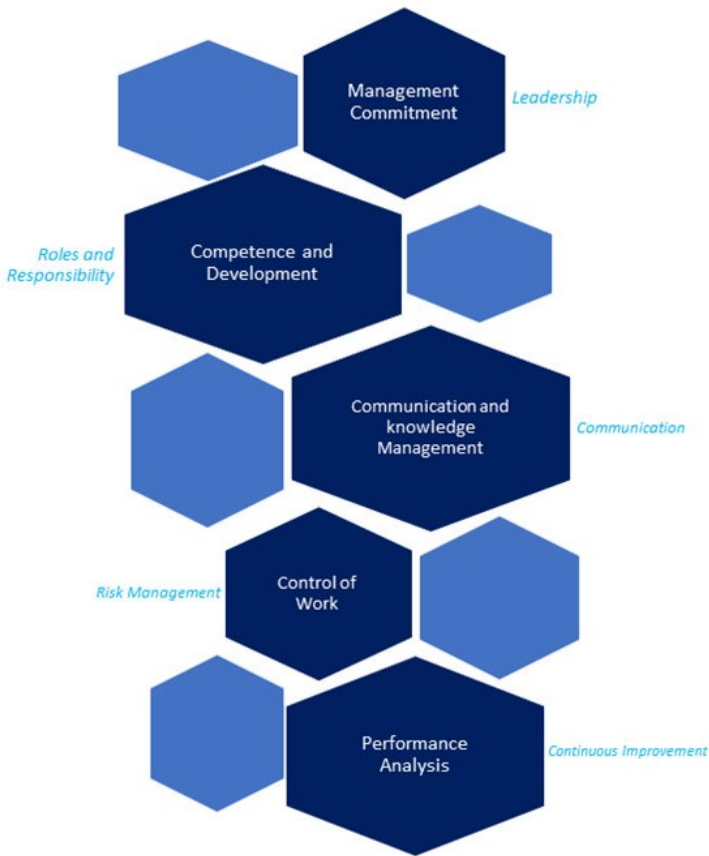 Management
Commitment
Leadership
Roles and
Responsibility
Competence and
Development
Communication and
knowledge
Management
Communication
Risk Management
Control of
Work
Performance
Analysis
Continuous Improvement